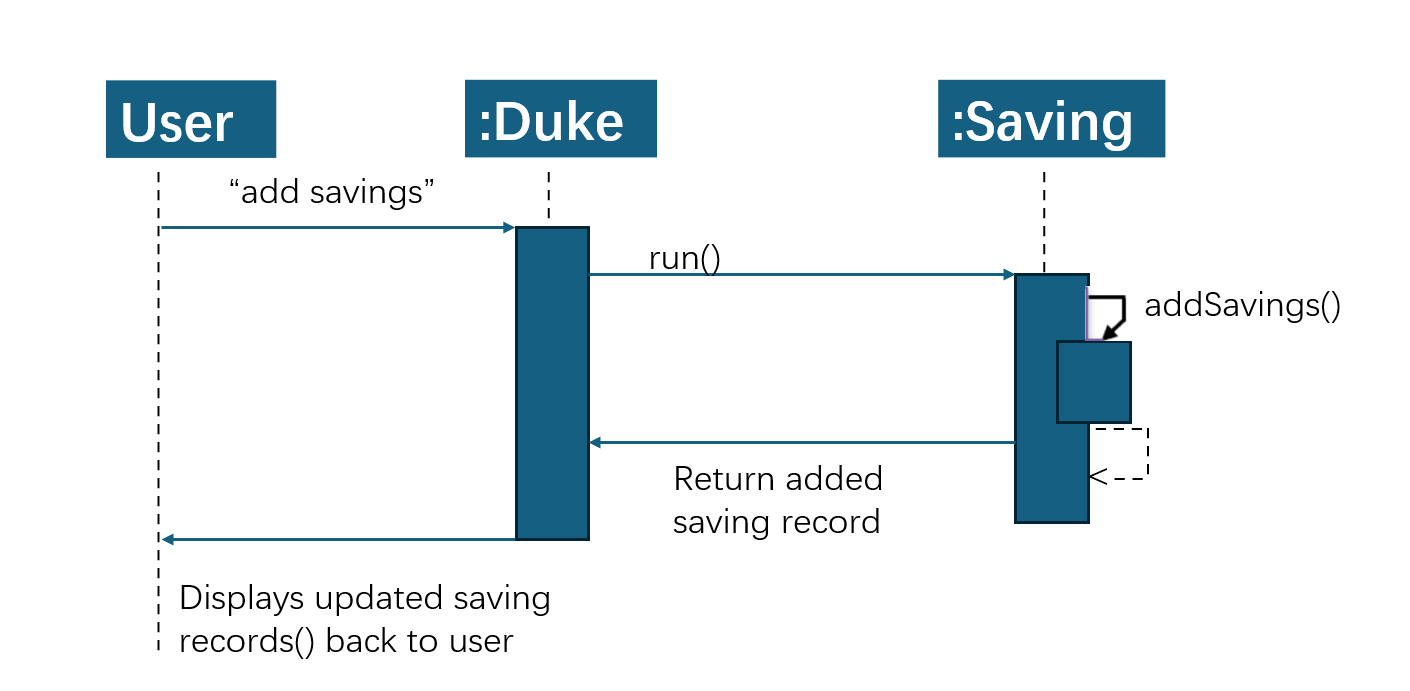 User
:Duke
:Saving
“add savings”
run()
addSavings()
Return added
saving record
Displays updated saving
records() back to user